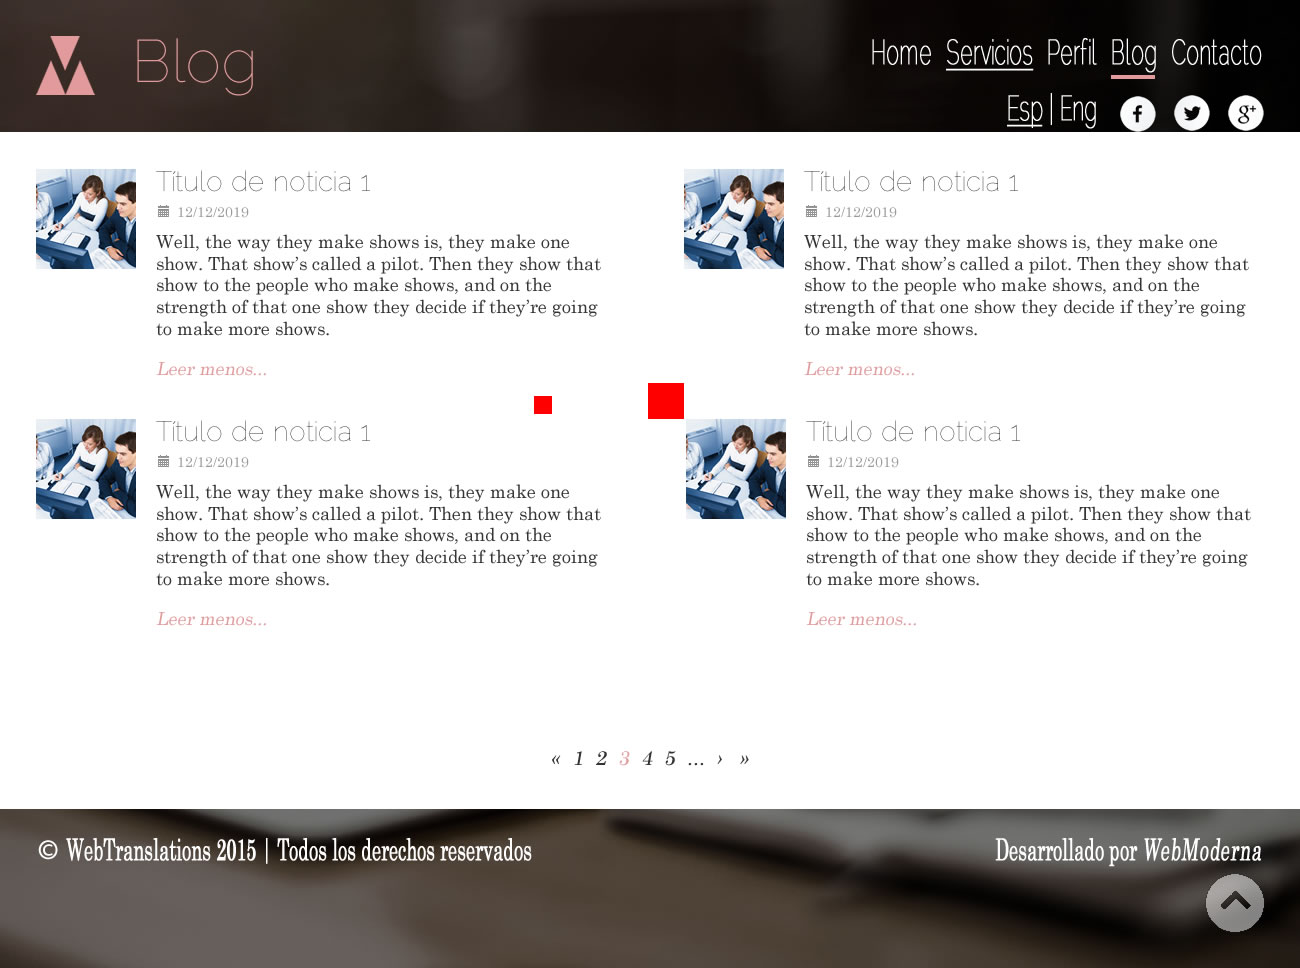 Blog
Home Servicios Perfil Blog Contacto
Esp | Eng
f g+
Título de noticia 1
12/12/2019
Well, the way they make shows is, they make one
show. That show’s called a pilot. Then they show that
show to the people who make shows, and on the
strength of that one show they decide if they’re going
to make more shows.
Leer menos...
Título de noticia 1
12/12/2019
Well, the way they make shows is, they make one
show. That show’s called a pilot. Then they show that
show to the people who make shows, and on the
strength of that one show they decide if they’re going
to make more shows.
Leer menos...
Título de noticia 1
12/12/2019
Well, the way they make shows is, they make one
show. That show’s called a pilot. Then they show that
show to the people who make shows, and on the
strength of that one show they decide if they’re going
to make more shows.
Leer menos...
Título de noticia 1
12/12/2019
Well, the way they make shows is, they make one
show. That show’s called a pilot. Then they show that
show to the people who make shows, and on the
strength of that one show they decide if they’re going
to make more shows.
Leer menos...
« 1 2 3 4 5 ... › »
© WebTranslations 2015 | Todos los derechos reservados
Desarrollado por WebModerna